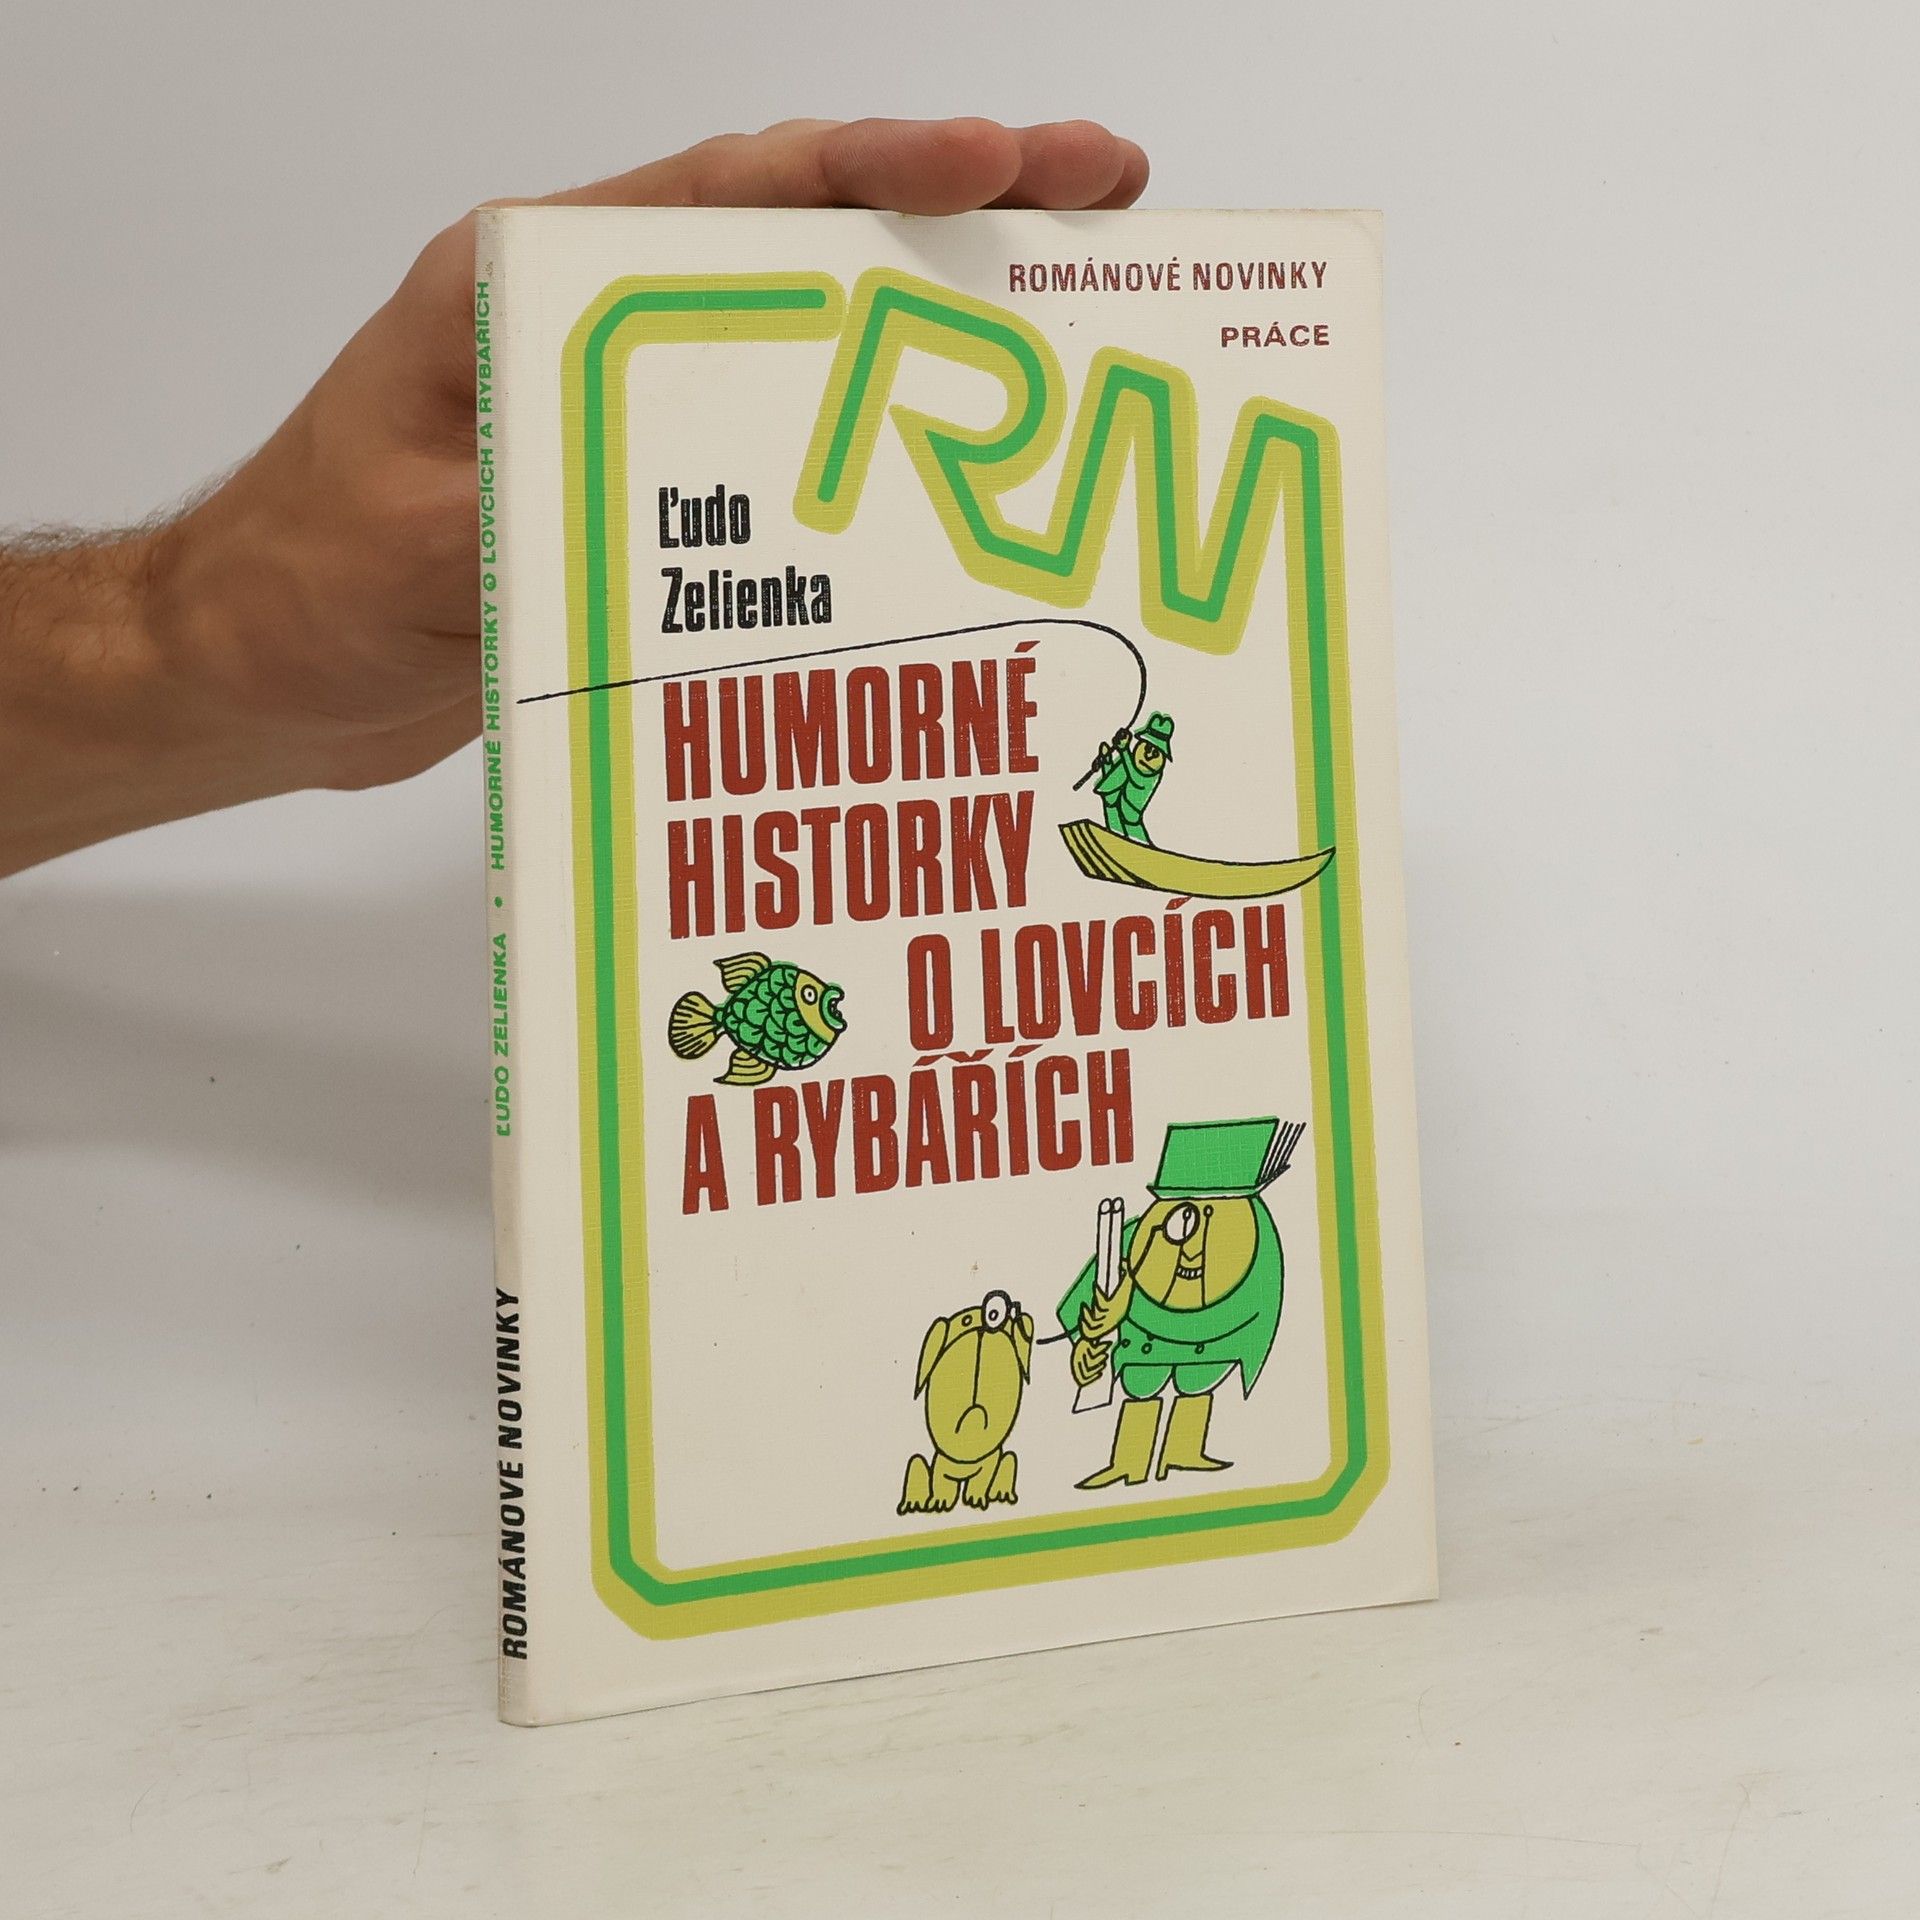 ROMÁNOVÉ NOVINKY
PRÁCE
RN
Ľudo
Zelienka
HUMORNÉ
HISTORKY
O LOVCÍCH
A RYBÁŘÍCH
ROMÁNOVÉ NOVINKY ĽUDO ZELIENKA • HUMORNÉ HISTORKY O LOVCÍCH A RYBÁŘÍCH